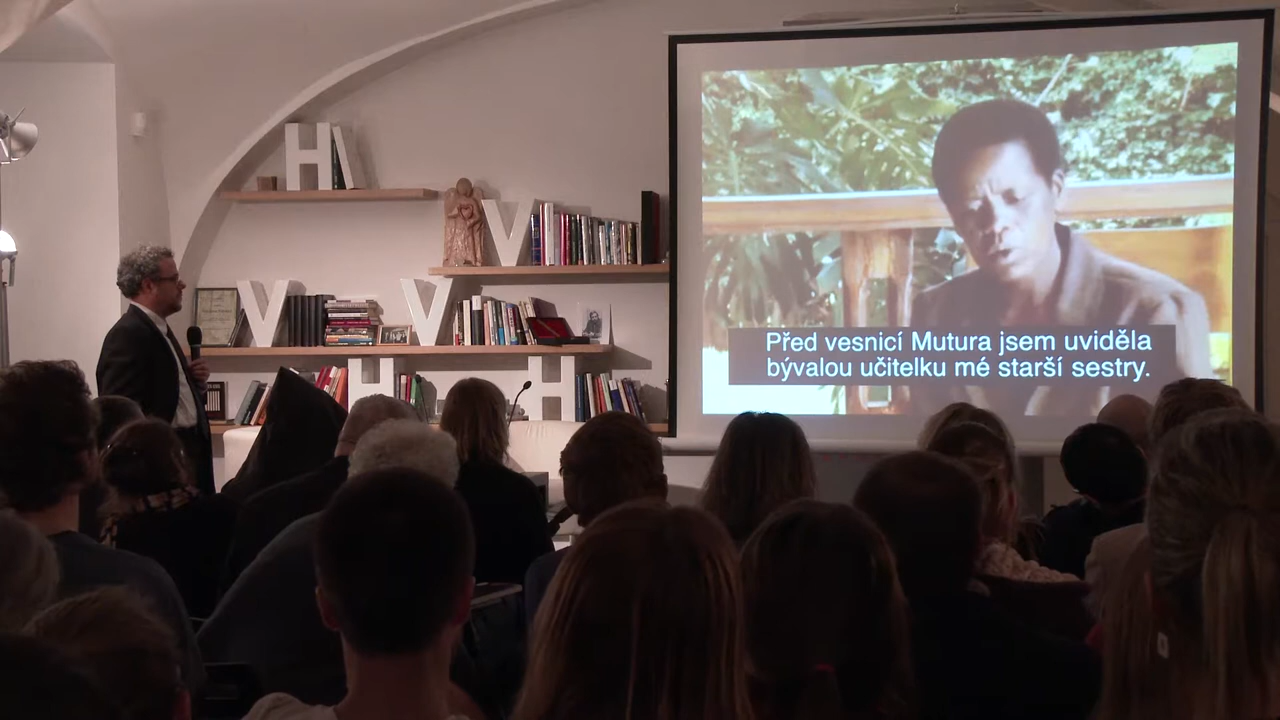 H
V
V
V
H
H
Před vesnicí Mutura jsem uviděla
bývalou učitelku mé starší sestry.